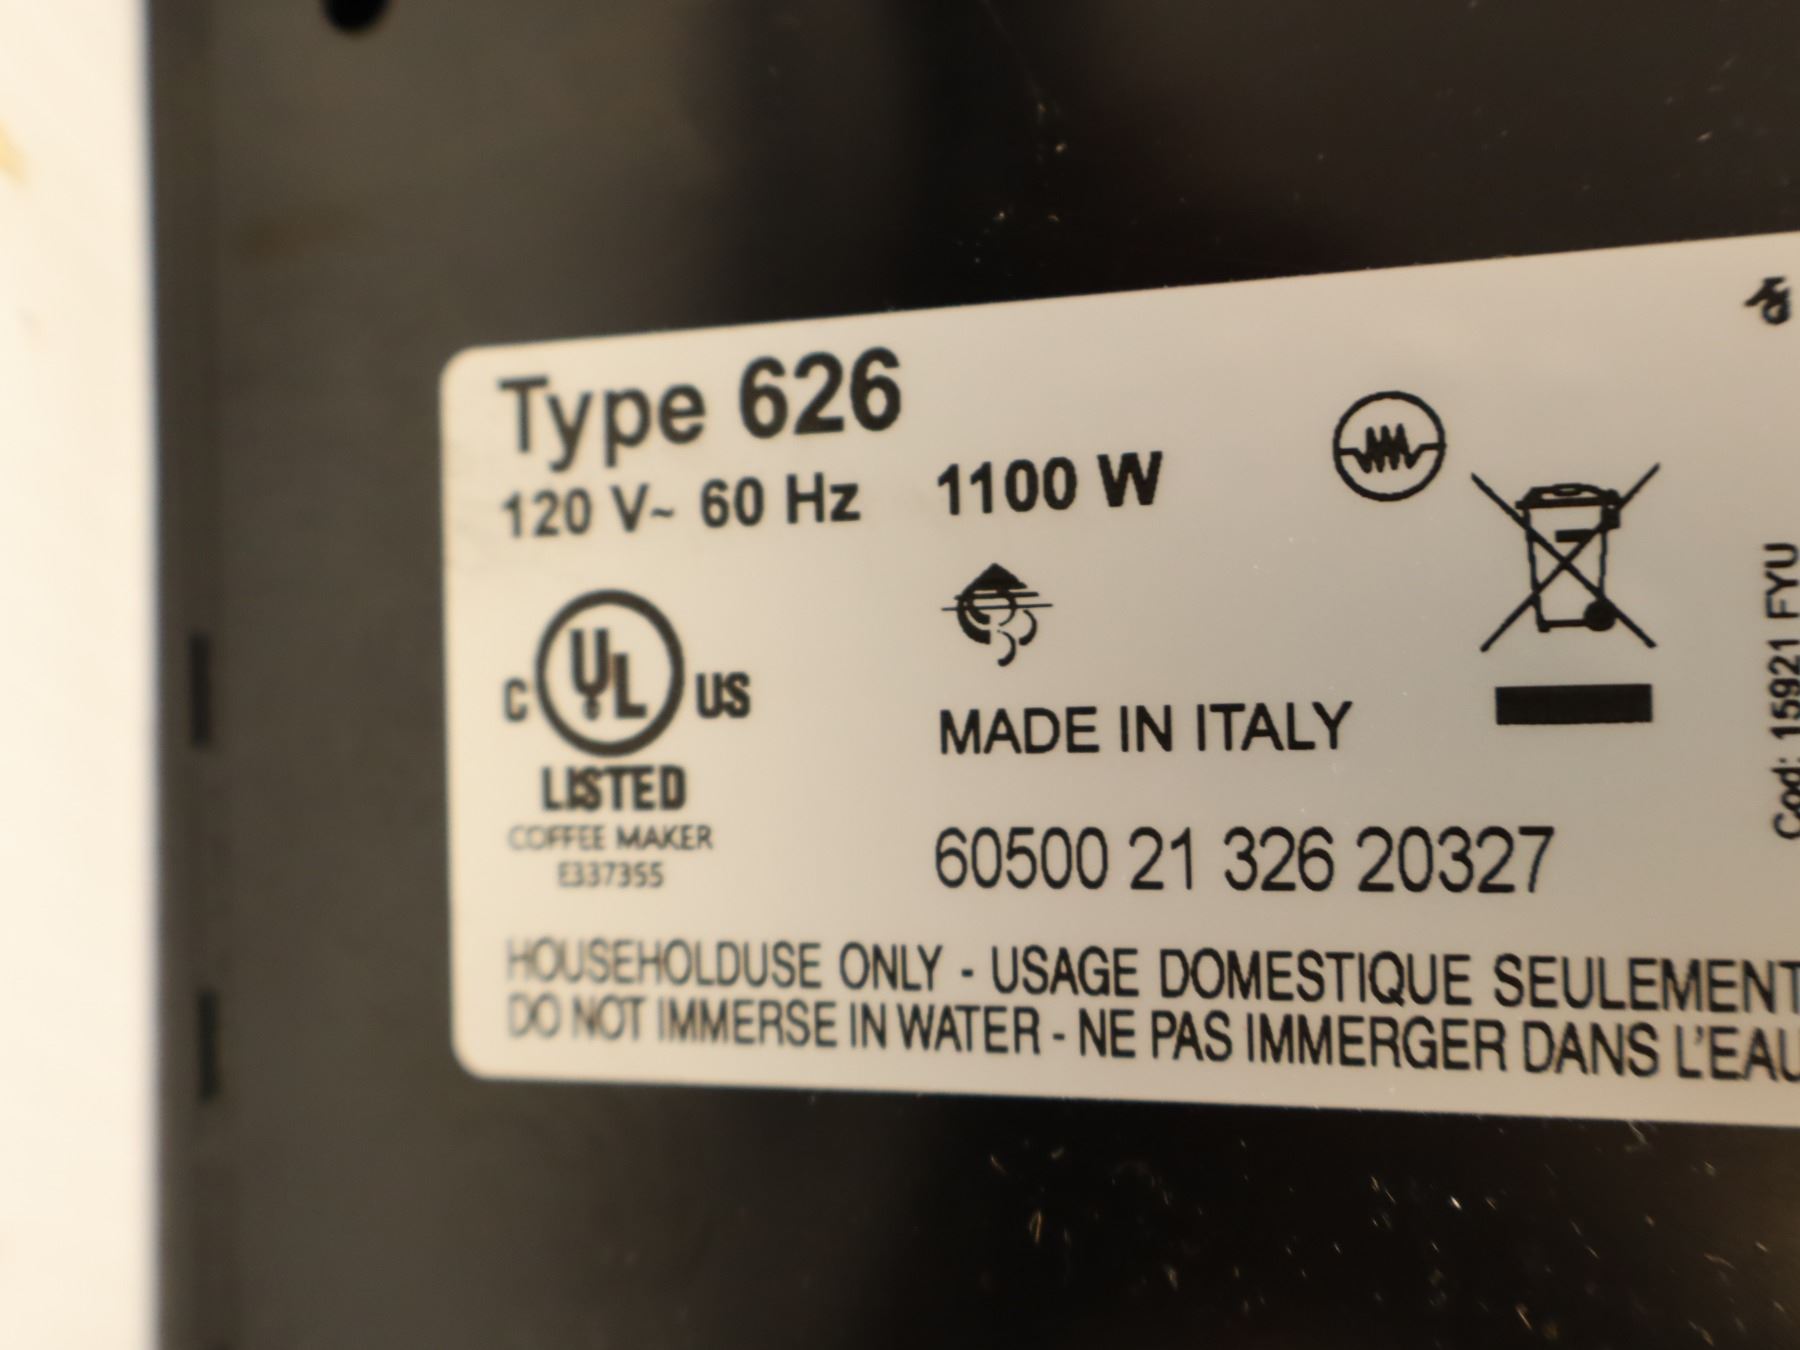 Type 626
120 V~ 60 Hz 1100 W
C UL US
LISTED
COFFEE MAKER
E337355
MADE IN ITALY
60500 21 326 20327
HOUSEHOLDUSE ONLY - USAGE DOMESTIQUE SEULEMENT
DO NOT IMMERSE IN WATER - NE PAS IMMERGER DANS L'EAU
Cod: 15921 FYU